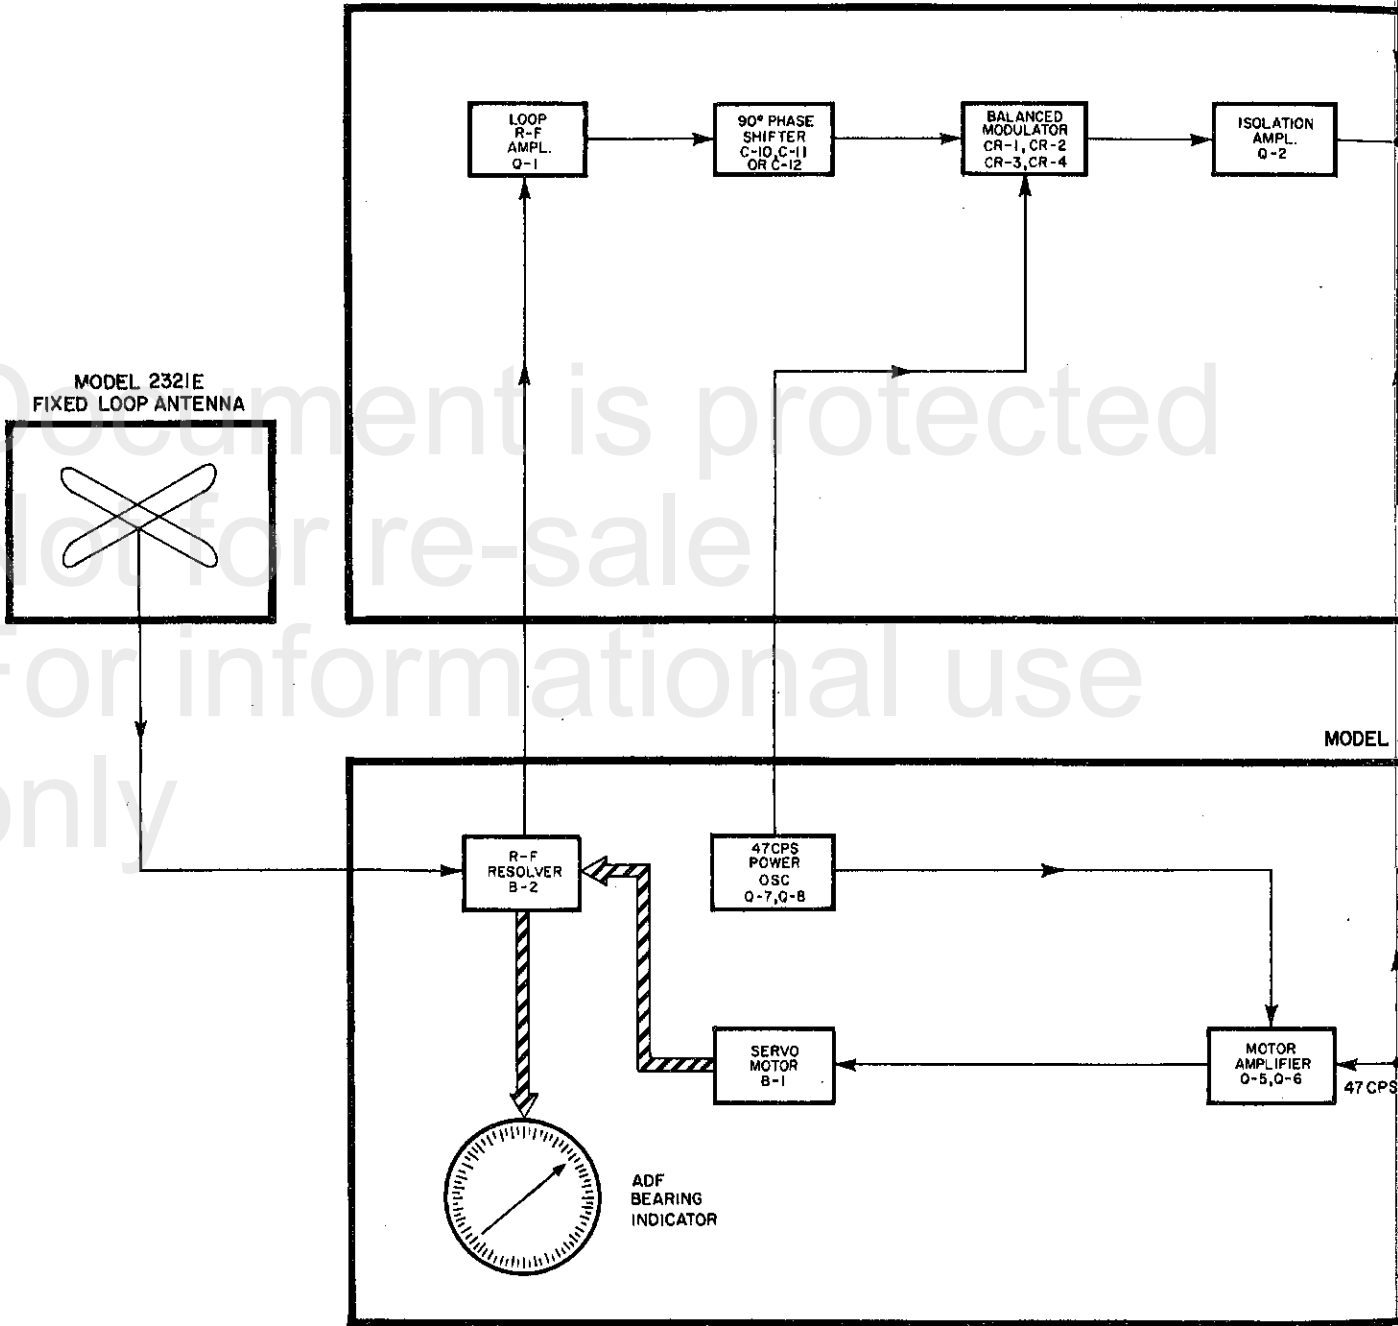 LOOP
R-F
AMPL.
Q-1
90° PHASE
SHIFTER
C-10,C-11
OR C-12
BALANCED
MODULATOR
CR-1, CR-2
CR-3, CR-4
ISOLATION
AMPL.
Q-2
MODEL 2321E
FIXED LOOP ANTENNA
Document is protected
Not for re-sale
For informational use
only
MODEL
R-F
RESOLVER
B-2
47CPS
POWER
OSC
Q-7,Q-8
SERVO
MOTOR
B-1
MOTOR
AMPLIFIER
Q-5,Q-6
47 CPS
ADF
BEARING
INDICATOR